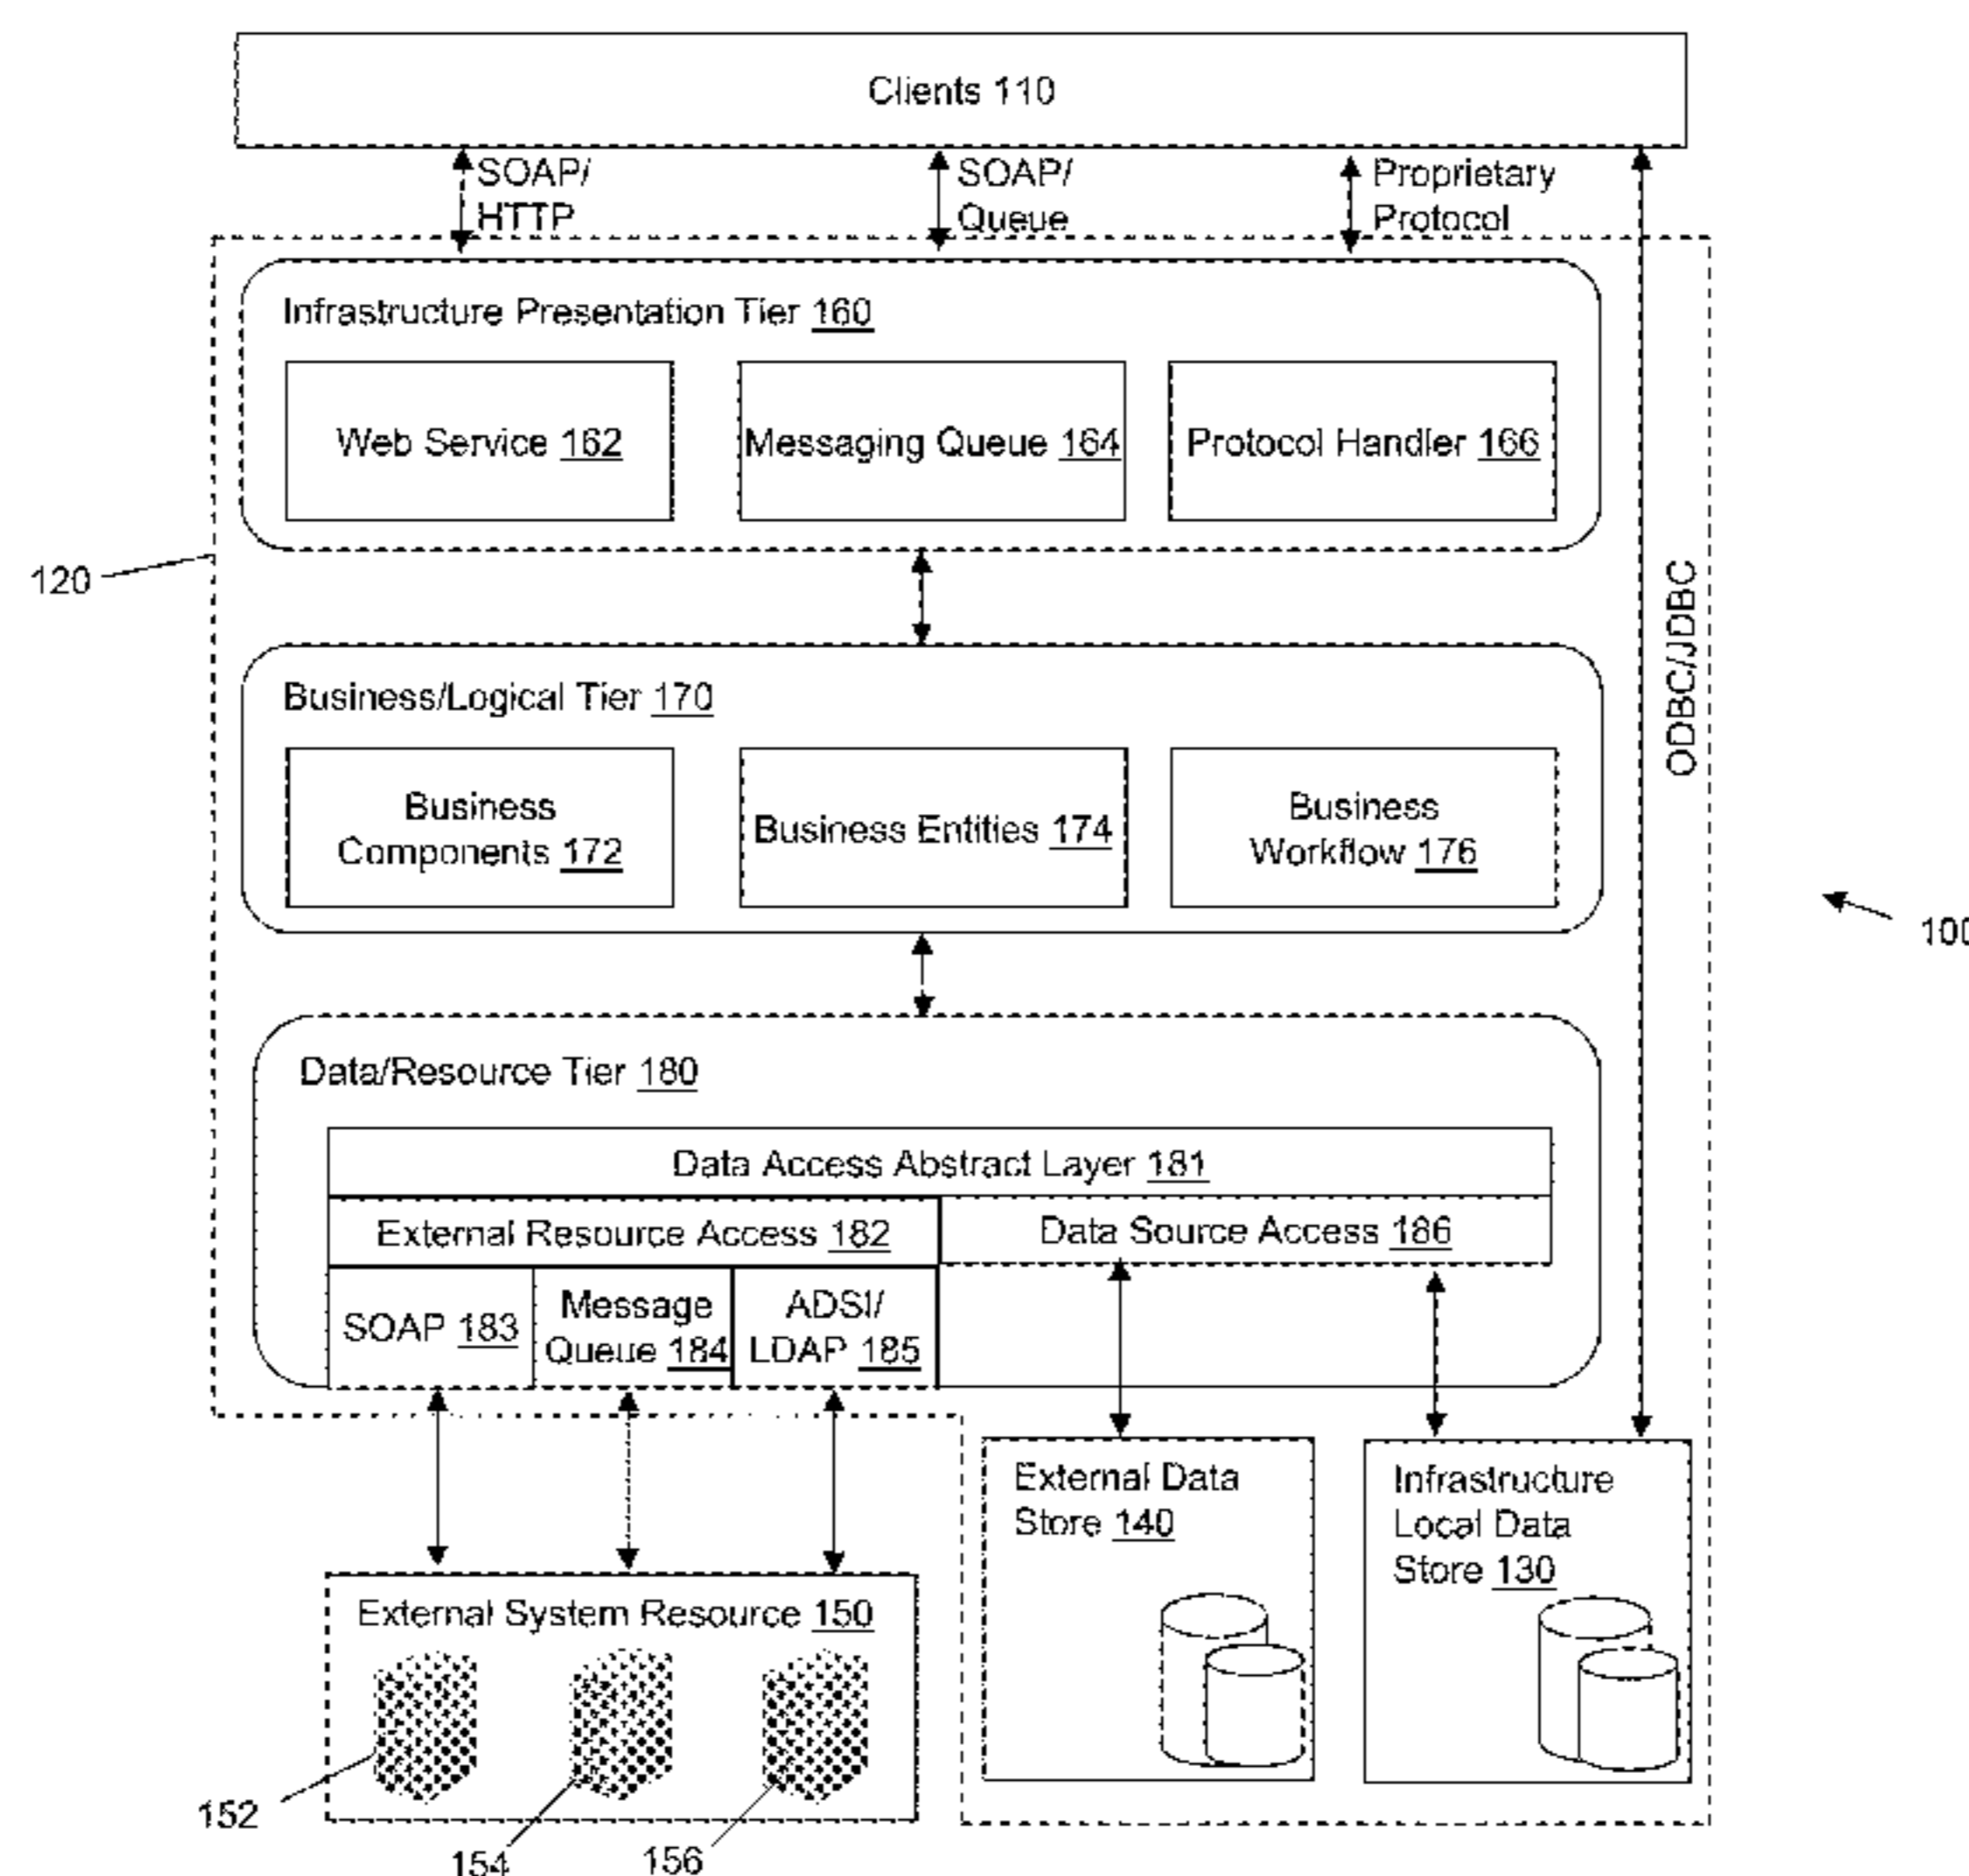 Clients 110
SOAP/
HTTP
SOAP/
Queue
Proprietary
Protocol
Infrastructure Presentation Tier 160
Web Service 162
Messaging Queue 164
Protocol Handler 166
120
ODBC/JDBC
Business/Logical Tier 170
Business
Components 172
Business Entities 174
Business
Workflow 176
100
Data/Resource Tier 180
Data Access Abstract Layer 181
External Resource Access 182
Data Source Access 186
SOAP 183
Message
Queue 184
ADSI/
LDAP 185
External Data
Store 140
Infrastructure
Local Data
Store 130
External System Resource 150
152
154
156